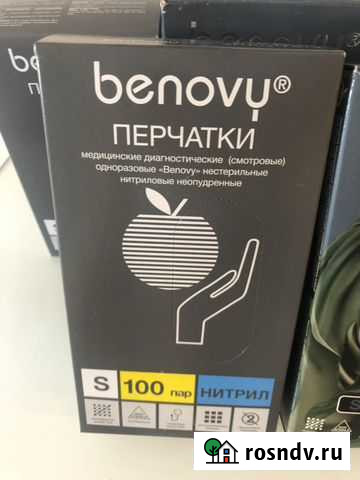 benovy®
ПЕРЧАТКИ
медицинские диагностические (смотровые)
одноразовые «Benovy» нестерильные
нитриловые неопудренные
S 100 пар НИТРИЛ
rosndv.ru